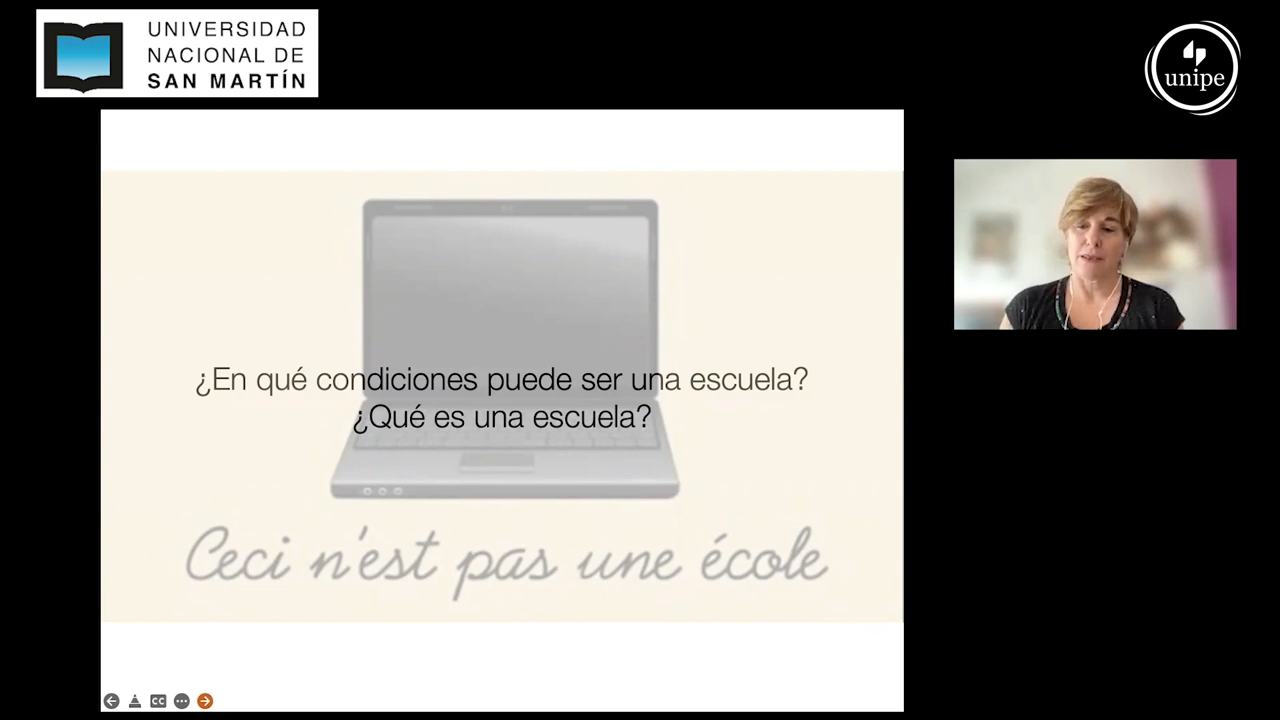 UNIVERSIDAD
NACIONAL DE
SAN MARTÍN
unipe
¿En qué condiciones puede ser una escuela?
¿Qué es una escuela?
Ceci n'est pas une école
CC